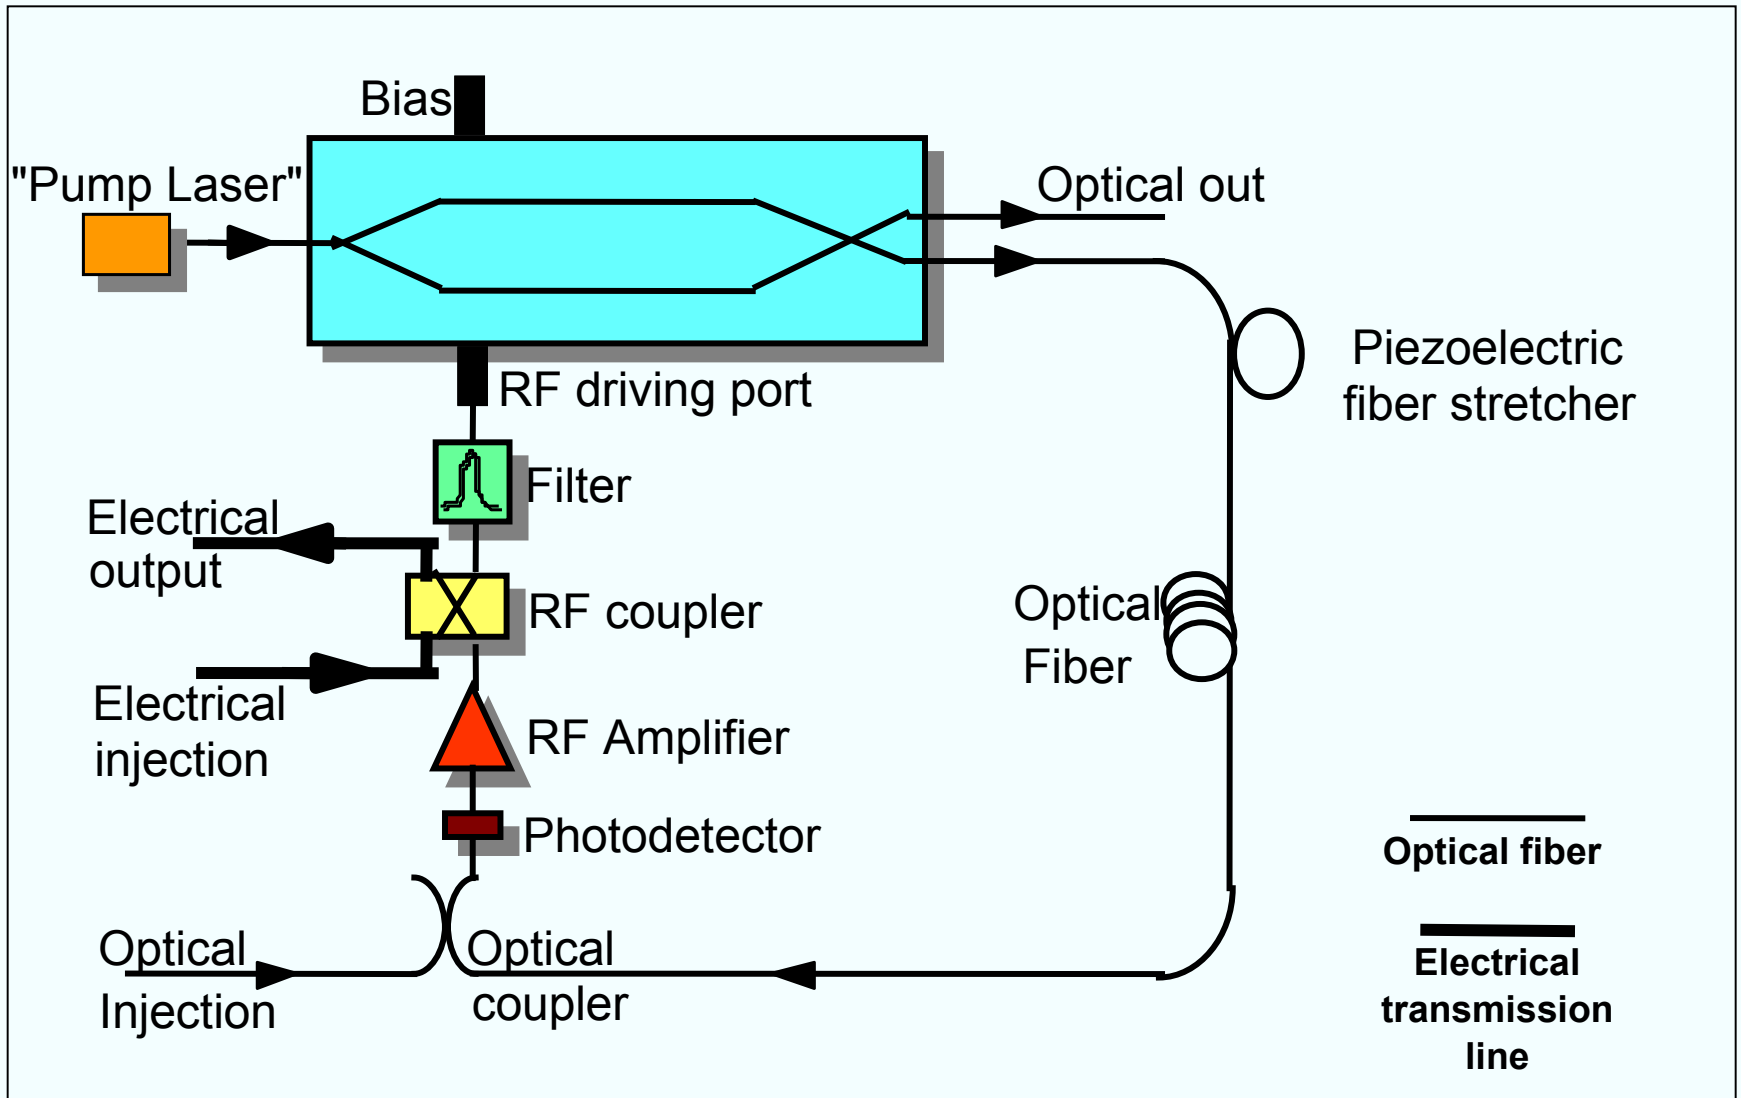 Bias
"Pump Laser"
Optical out
Piezoelectric
fiber stretcher
RF driving port
Filter
Electrical
output
RF coupler
Optical
Fiber
Electrical
injection
RF Amplifier
Photodetector
Optical
Injection
Optical
coupler
Optical fiber
Electrical
transmission
line